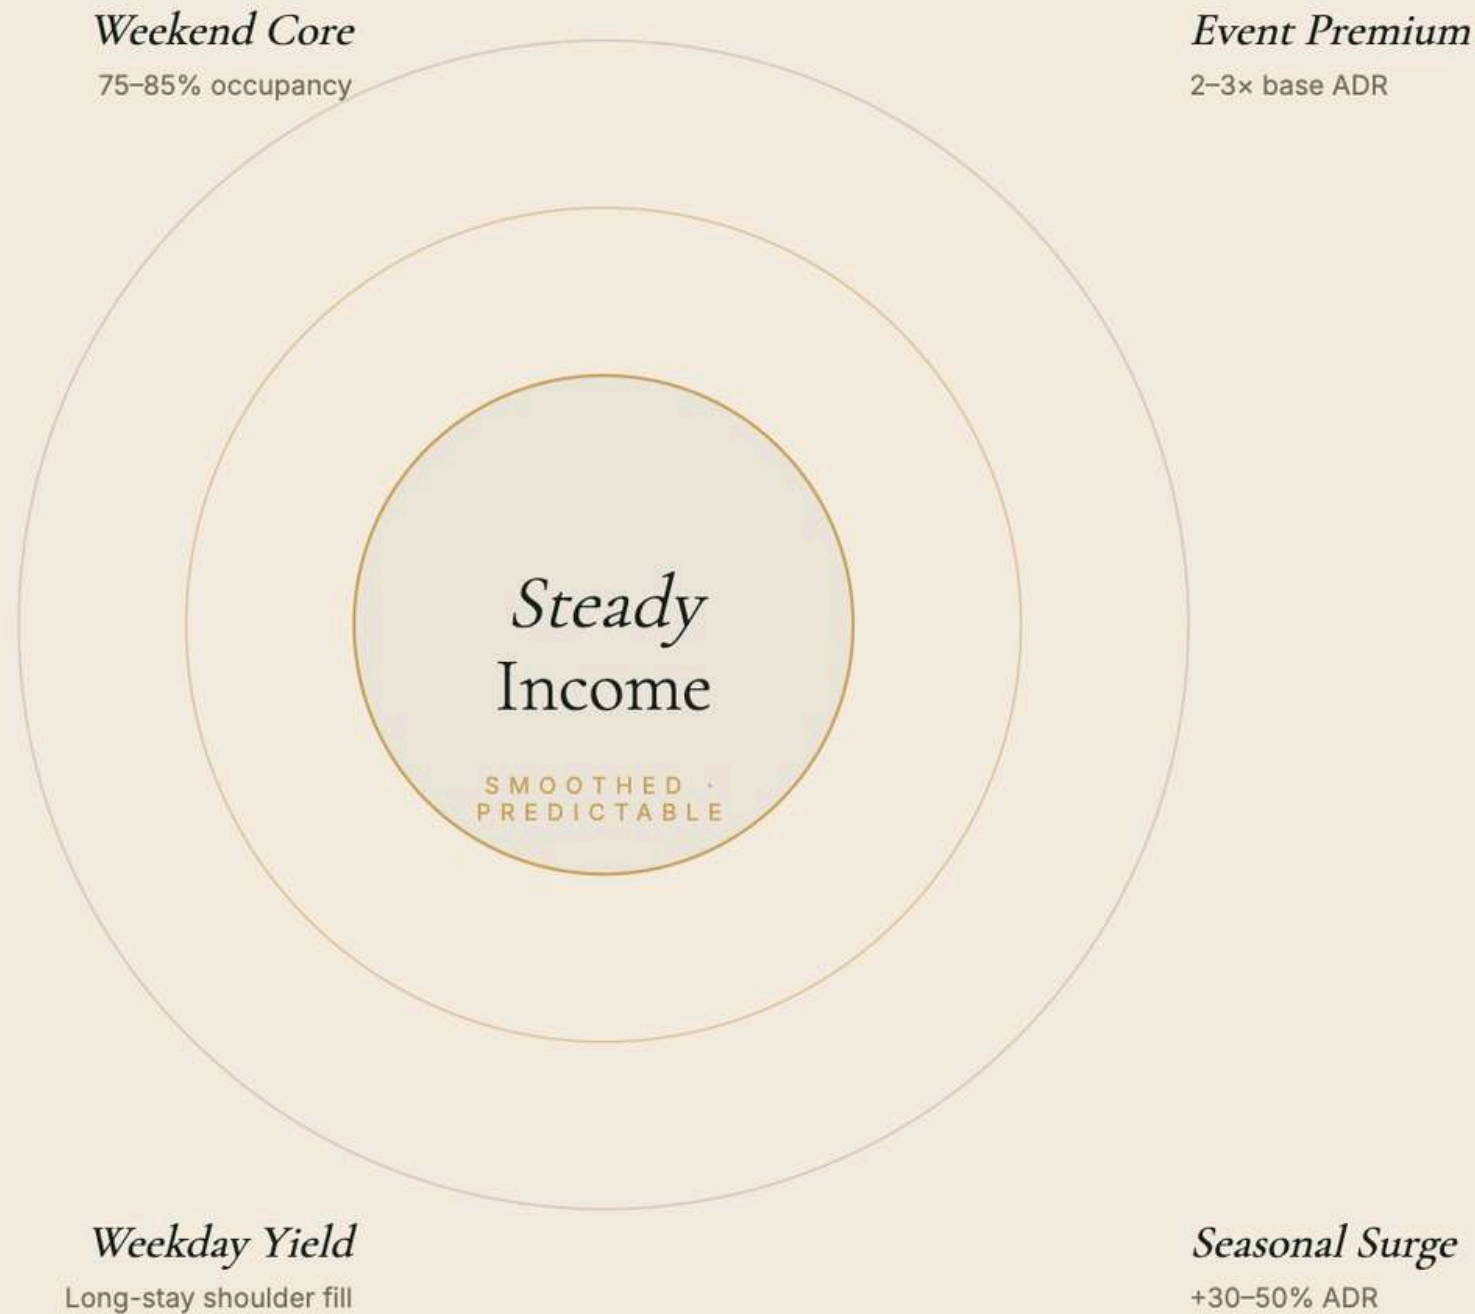 Weekend Core
75–85% occupancy
Event Premium
2–3× base ADR
Steady
Income
SMOOTHED ·
PREDICTABLE
Weekday Yield
Long-stay shoulder fill
Seasonal Surge
+30–50% ADR